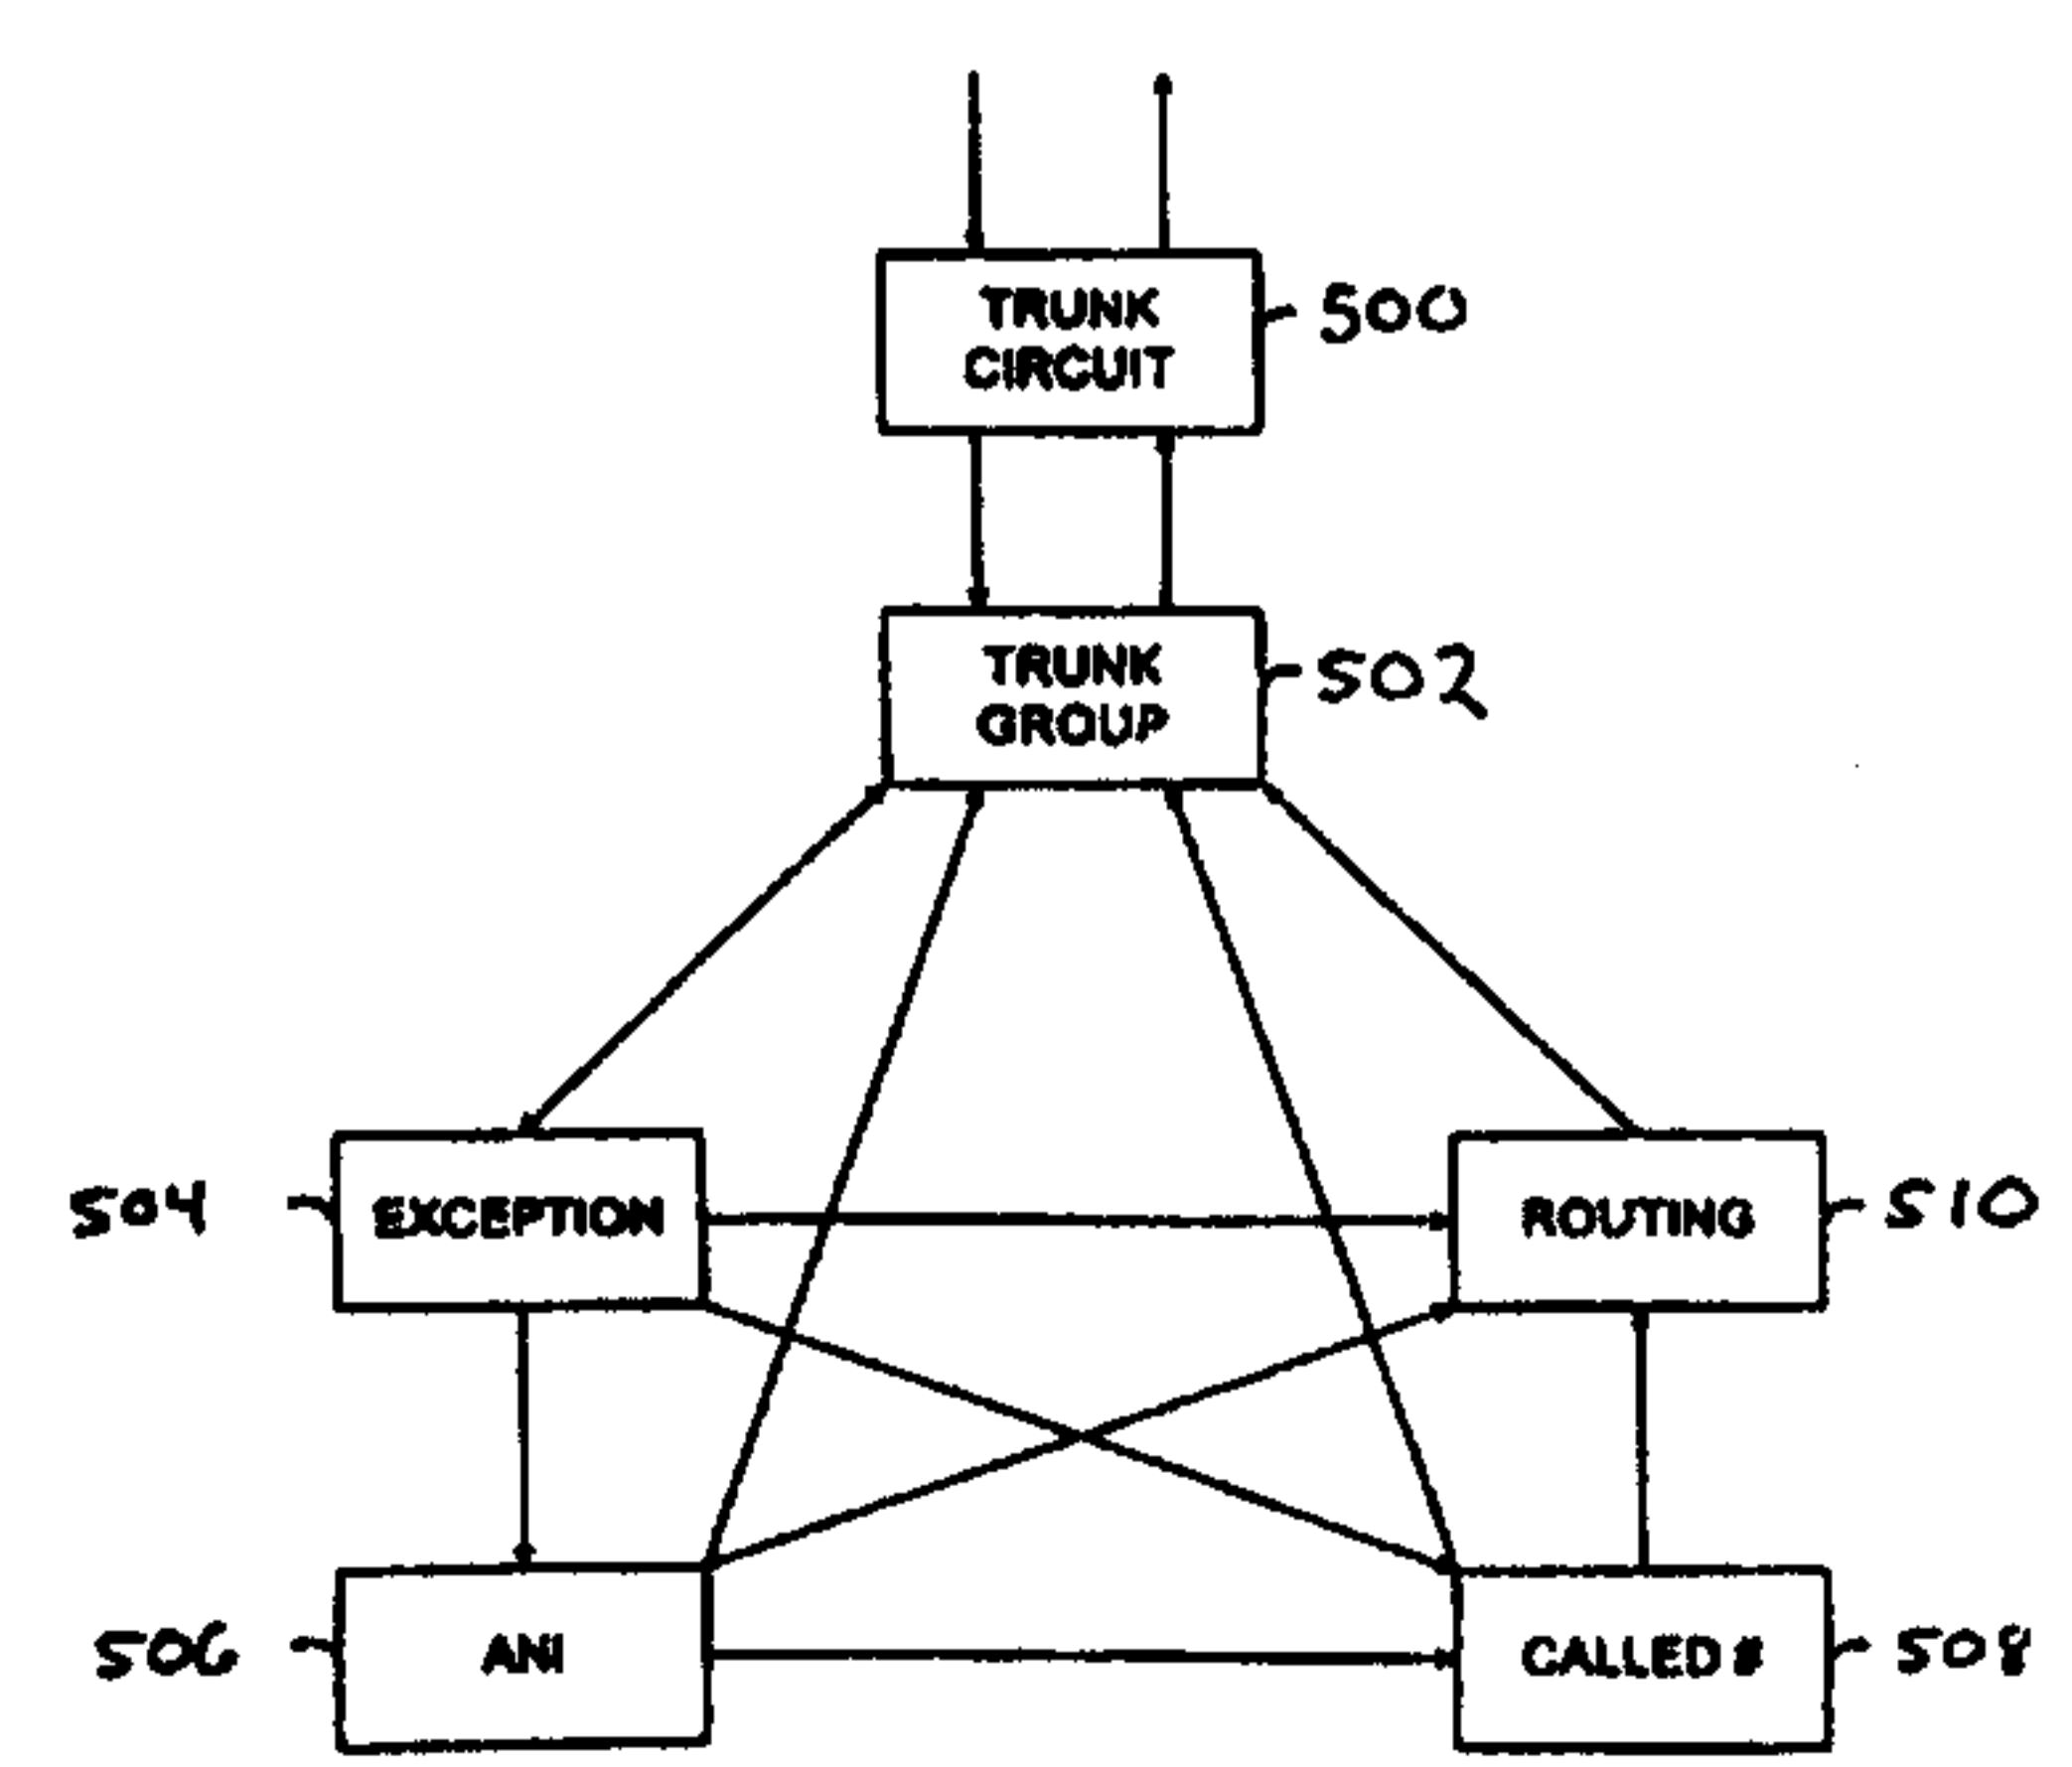 TRUNK
CIRCUIT
500
TRUNK
GROUP
502
504
EXCEPTION
ROUTING
510
506
ANI
CALLED #
508